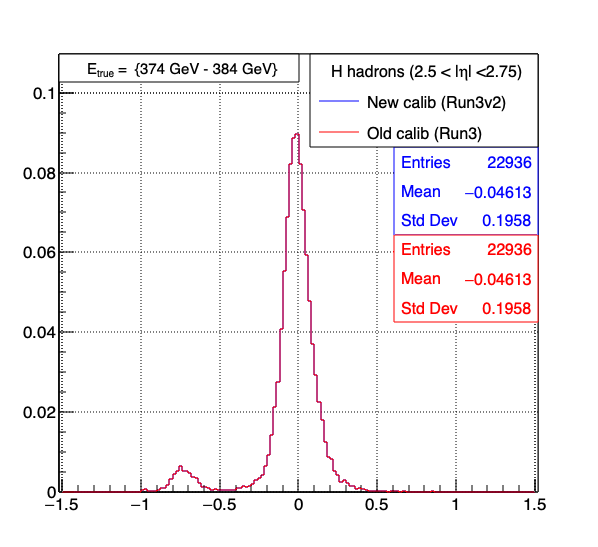 E_true = {374 GeV - 384 GeV}
H hadrons (2.5 < |η| <2.75)
New calib (Run3v2)
Old calib (Run3)
Entries 22936
Mean −0.04613
Std Dev 0.1958
Entries 22936
Mean −0.04613
Std Dev 0.1958
0.1
0.08
0.06
0.04
0.02
0
−1.5 −1 −0.5 0 0.5 1 1.5